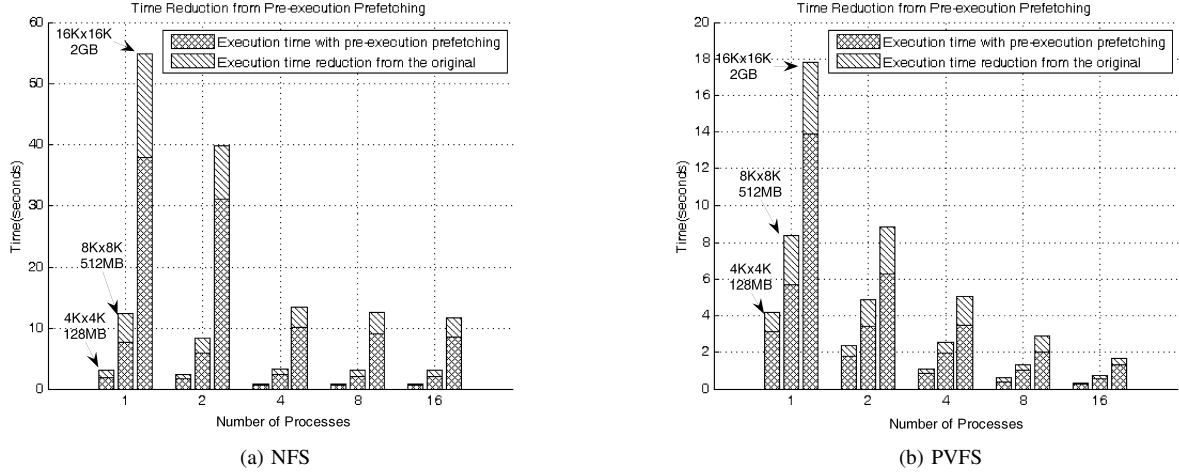 Time Reduction from Pre-execution Prefetching
60
50
40
30
20
10
0
Time(seconds)
16Kx16K
2GB
Execution time with pre-execution prefetching
Execution time reduction from the original
8Kx8K
512MB
4Kx4K
128MB
1 2 4 8 16
Number of Processes
(a) NFS
Time Reduction from Pre-execution Prefetching
20
18
16
14
12
10
8
6
4
2
0
Time(seconds)
16Kx16K
2GB
Execution time with pre-execution prefetching
Execution time reduction from the original
8Kx8K
512MB
4Kx4K
128MB
1 2 4 8 16
Number of Processes
(b) PVFS